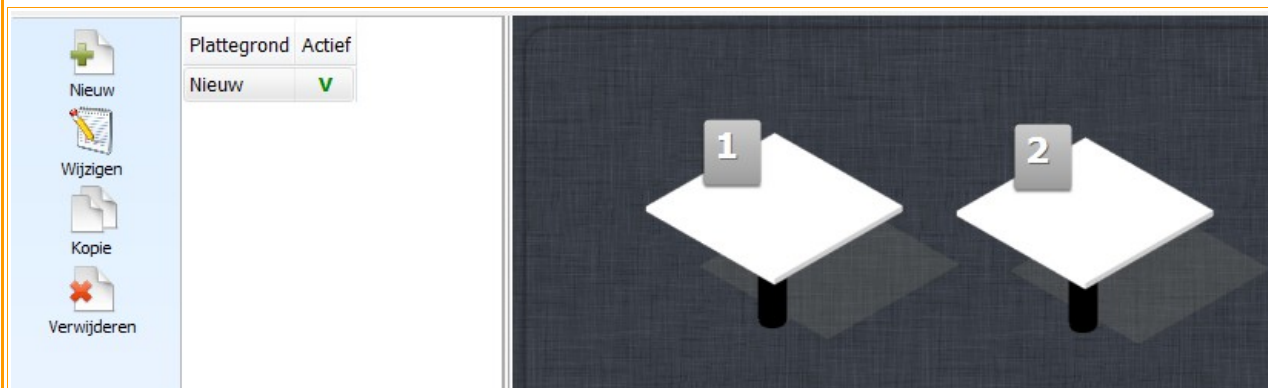 Nieuw
Wijzigen
Kopie
Verwijderen
Plattegrond Actief
Nieuw V
1
2